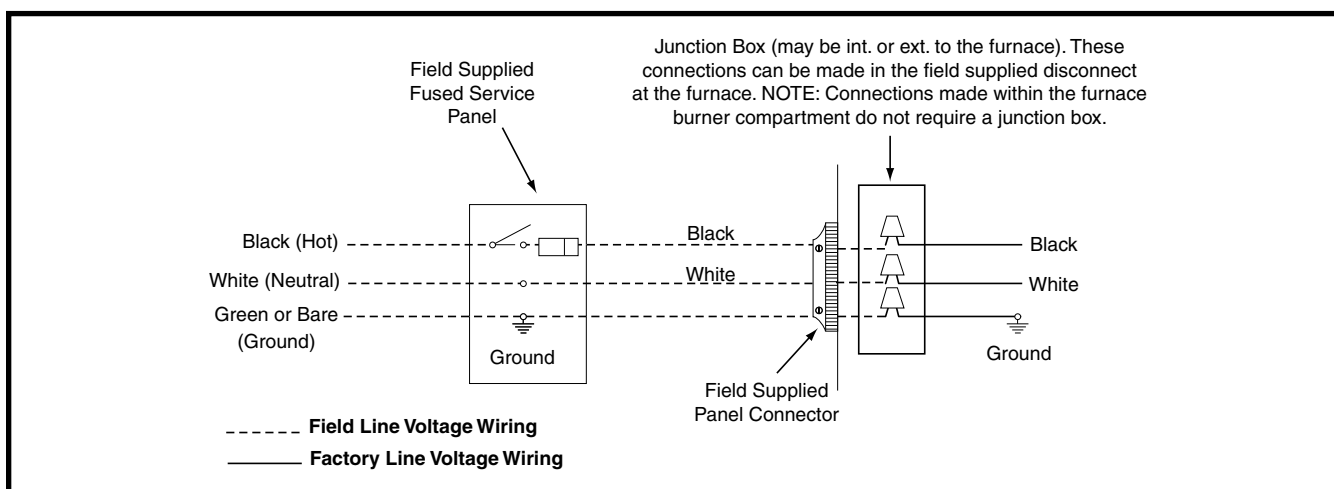 Junction Box (may be int. or ext. to the furnace). These
connections can be made in the field supplied disconnect
at the furnace. NOTE: Connections made within the furnace
burner compartment do not require a junction box.
Field Supplied
Fused Service
Panel
Black (Hot)
Black
Black
White (Neutral)
White
White
Green or Bare
(Ground)
Ground
Ground
Field Supplied
Panel Connector
Field Line Voltage Wiring
Factory Line Voltage Wiring